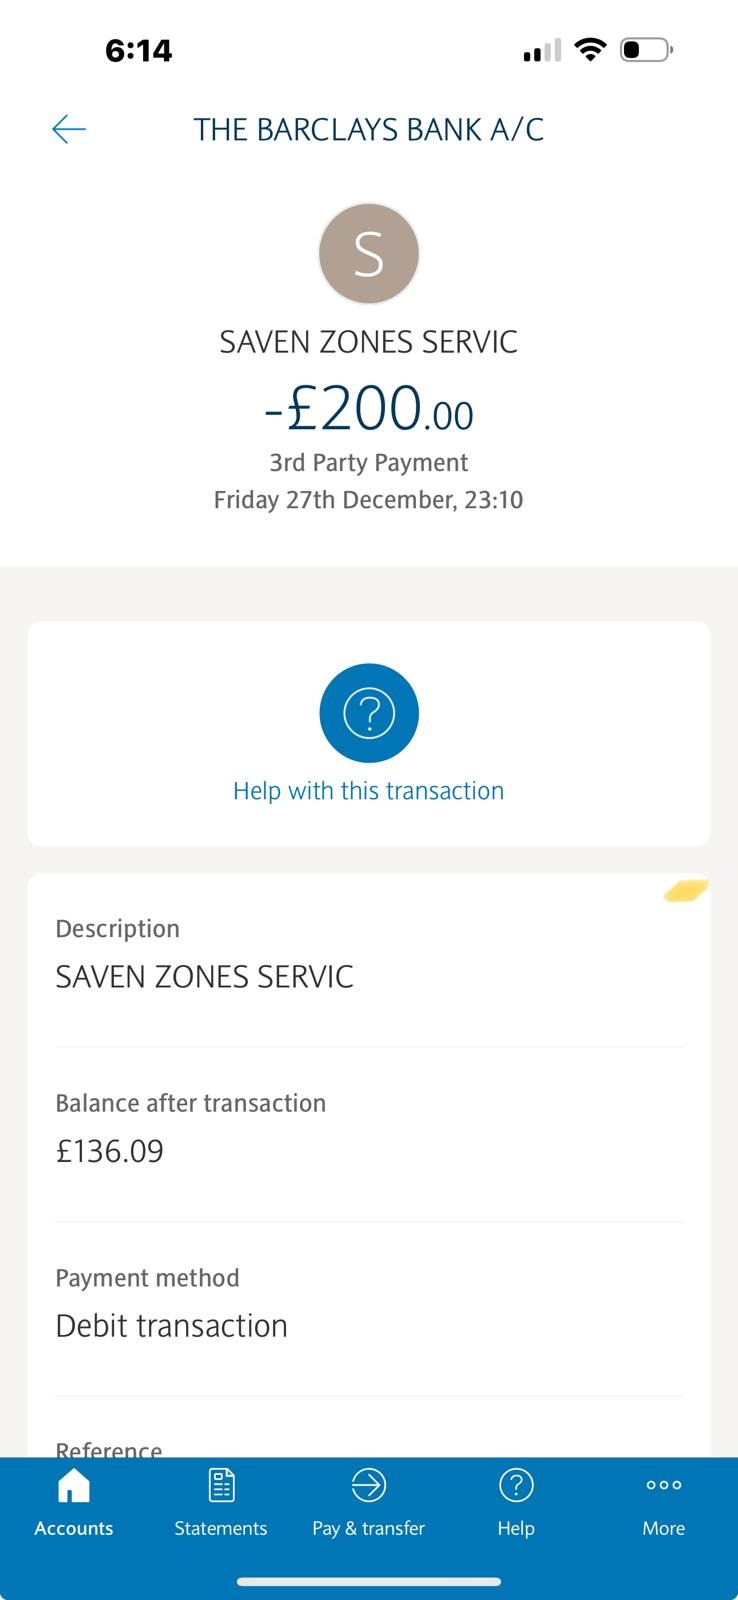 6:14
THE BARCLAYS BANK A/C
S
SAVEN ZONES SERVIC
-£200.00
3rd Party Payment
Friday 27th December, 23:10
?
Help with this transaction
Description
SAVEN ZONES SERVIC
Balance after transaction
£136.09
Payment method
Debit transaction
Reference
Accounts
Statements
Pay & transfer
?
Help
More